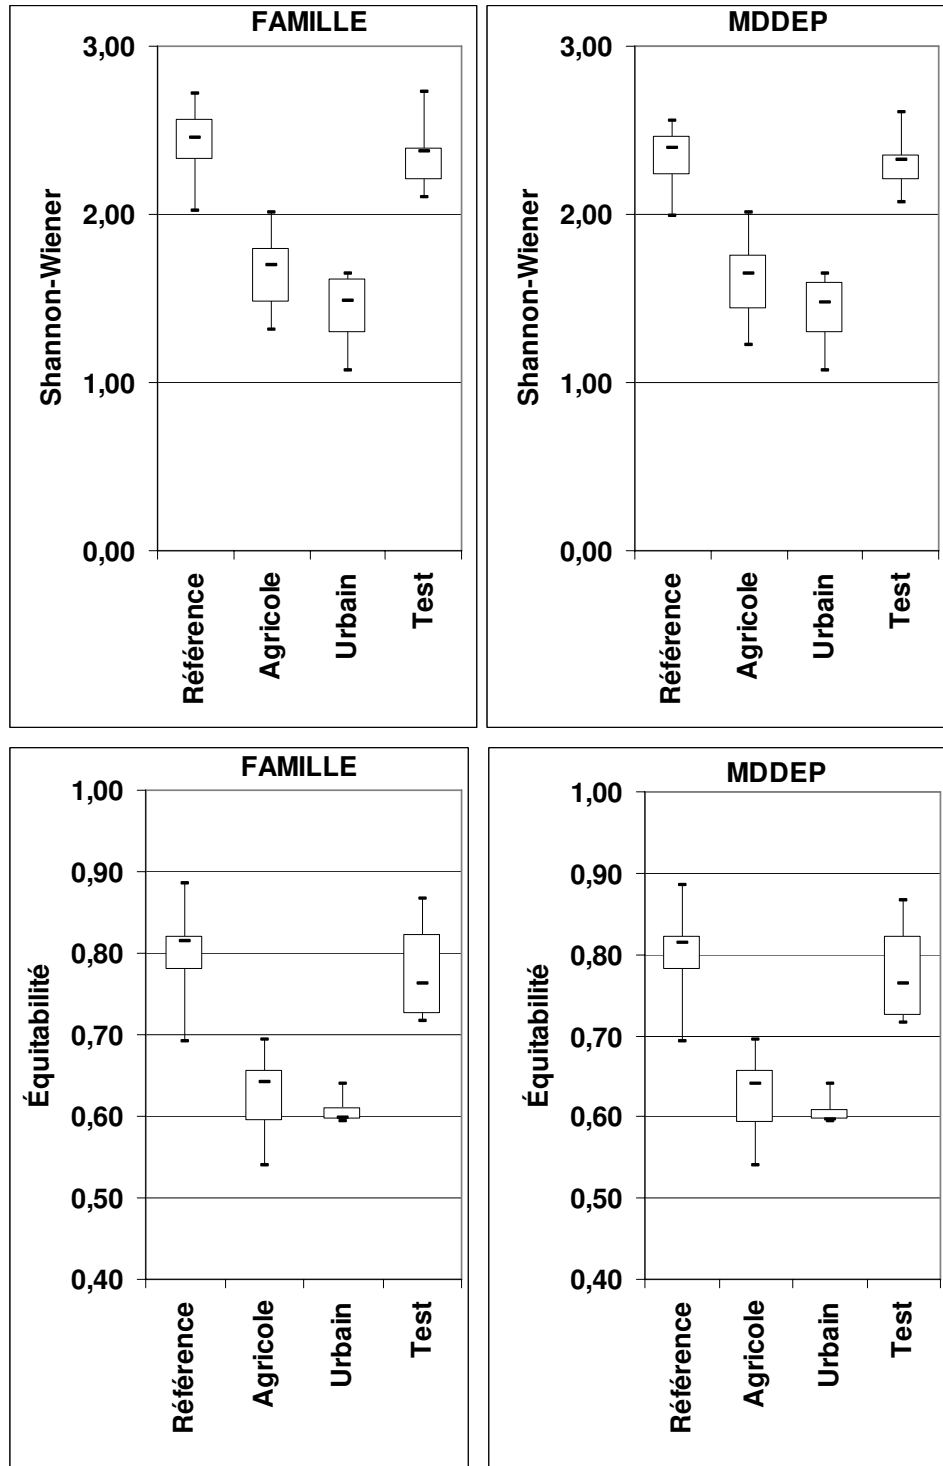 FAMILLE
3,00
2,00
1,00
0,00
Shannon-Wiener
Référence
Agricole
Urbain
Test
MDDEP
3,00
2,00
1,00
0,00
Shannon-Wiener
Référence
Agricole
Urbain
Test
FAMILLE
1,00
0,90
0,80
0,70
0,60
0,50
0,40
Équitabilité
Référence
Agricole
Urbain
Test
MDDEP
1,00
0,90
0,80
0,70
0,60
0,50
0,40
Équitabilité
Référence
Agricole
Urbain
Test